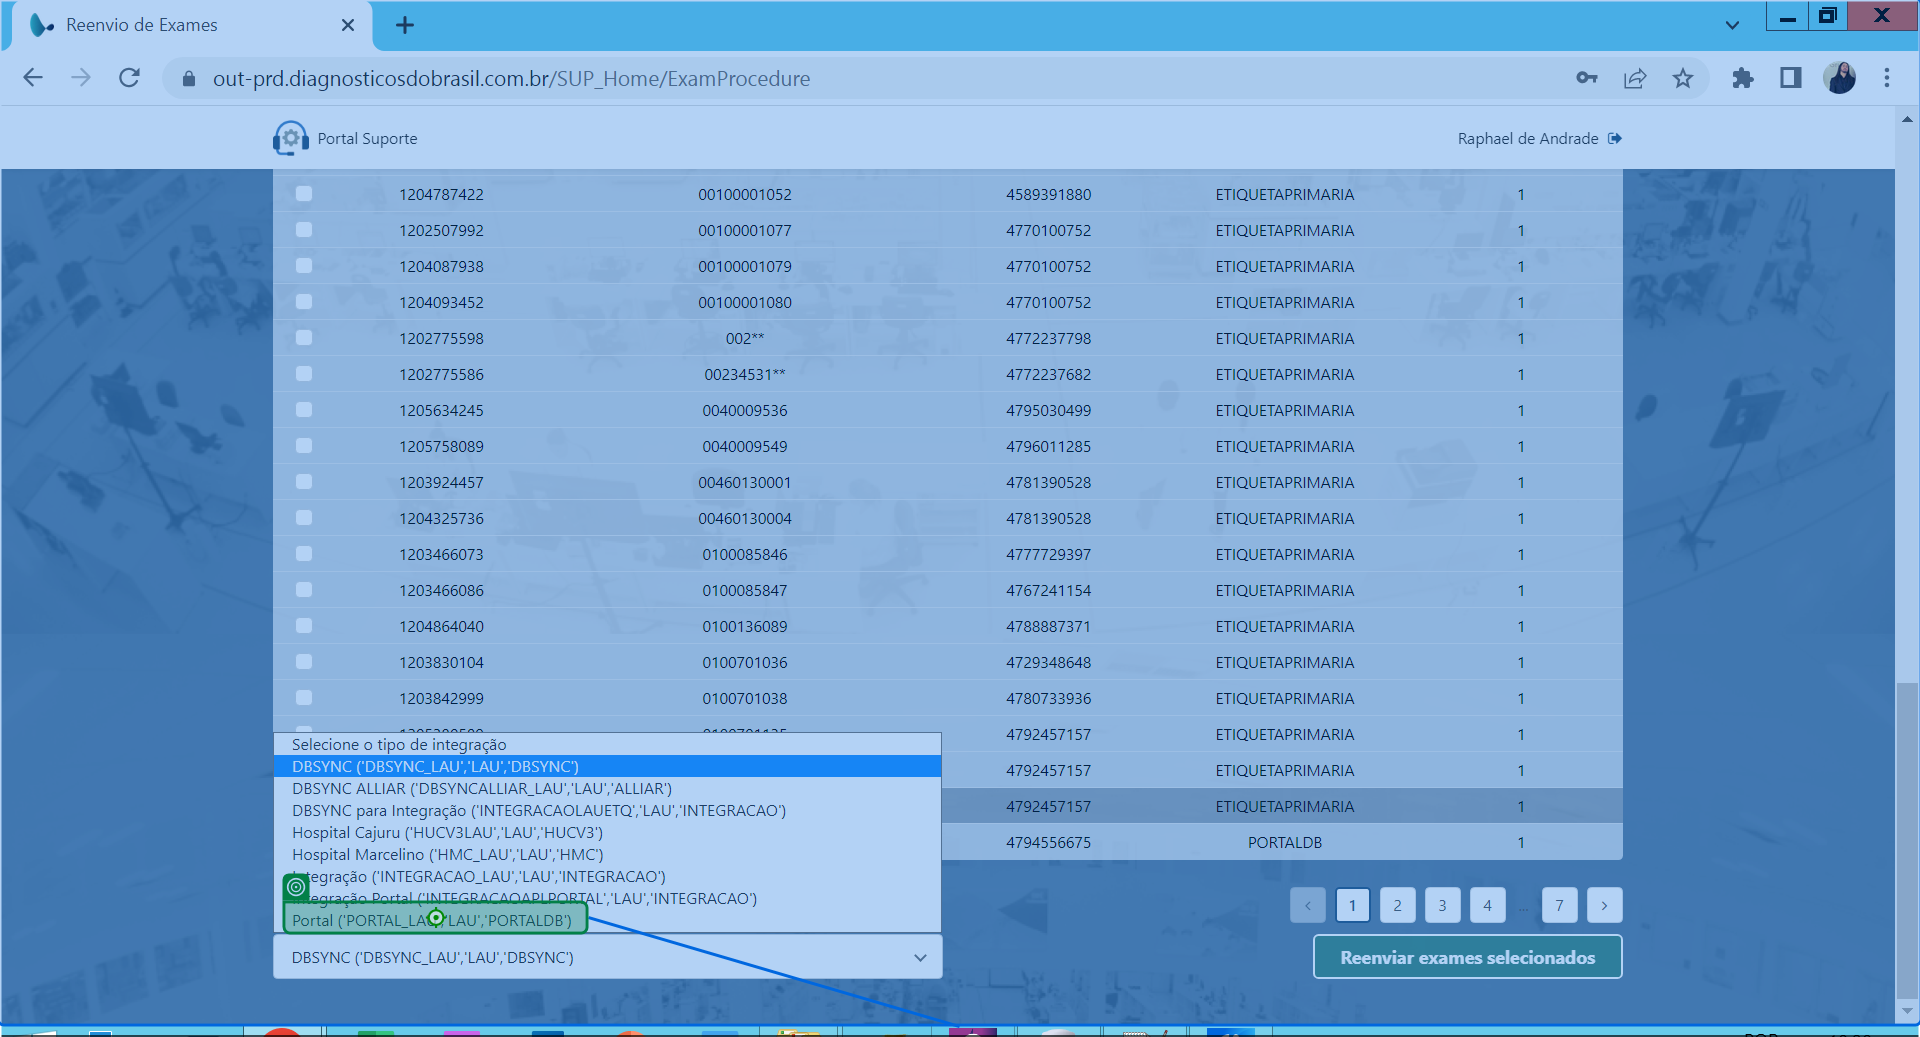 Reenvio de Exames
out-prd.diagnosticosdobrasil.com.br/SUP_Home/ExamProcedure
Portal Suporte
Raphael de Andrade
1204787422 00100001052 4589391880 ETIQUETAPRIMARIA 1
1202507992 00100001077 4770100752 ETIQUETAPRIMARIA 1
1204087938 00100001079 4770100752 ETIQUETAPRIMARIA 1
1204093452 00100001080 4770100752 ETIQUETAPRIMARIA 1
1202775598 002** 4772237798 ETIQUETAPRIMARIA 1
1202775586 00234531** 4772237682 ETIQUETAPRIMARIA 1
1205634245 0040009536 4795030499 ETIQUETAPRIMARIA 1
1205758089 0040009549 4796011285 ETIQUETAPRIMARIA 1
1203924457 00460130001 4781390528 ETIQUETAPRIMARIA 1
1204325736 00460130004 4781390528 ETIQUETAPRIMARIA 1
1203466073 0100085846 4777729397 ETIQUETAPRIMARIA 1
1203466086 0100085847 4767241154 ETIQUETAPRIMARIA 1
1204864040 0100136089 4788887371 ETIQUETAPRIMARIA 1
1203830104 0100701036 4729348648 ETIQUETAPRIMARIA 1
1203842999 0100701038 4780733936 ETIQUETAPRIMARIA 1
4792457157 ETIQUETAPRIMARIA 1
Selecione o tipo de integração
DBSYNC ('DBSYNC_LAU','LAU','DBSYNC') 4792457157 ETIQUETAPRIMARIA 1
DBSYNC ALLIAR ('DBSYNCALLIAR_LAU','LAU','ALLIAR')
DBSYNC para Integração ('INTEGRACAOLAUETQ','LAU','INTEGRACAO') 4792457157 ETIQUETAPRIMARIA 1
Hospital Cajuru ('HUCV3LAU','LAU','HUCV3')
4794556675 PORTALDB 1
Hospital Marcelino ('HMC_LAU','LAU','HMC')
Integração ('INTEGRACAO_LAU','LAU','INTEGRACAO')
Integração Portal ('INTEGRACAOAPLPORTAL','LAU','INTEGRACAO')
< 1 2 3 4 ... 7 >
Portal ('PORTAL_LAU','LAU','PORTALDB')
DBSYNC ('DBSYNC_LAU','LAU','DBSYNC')
Reenviar exames selecionados